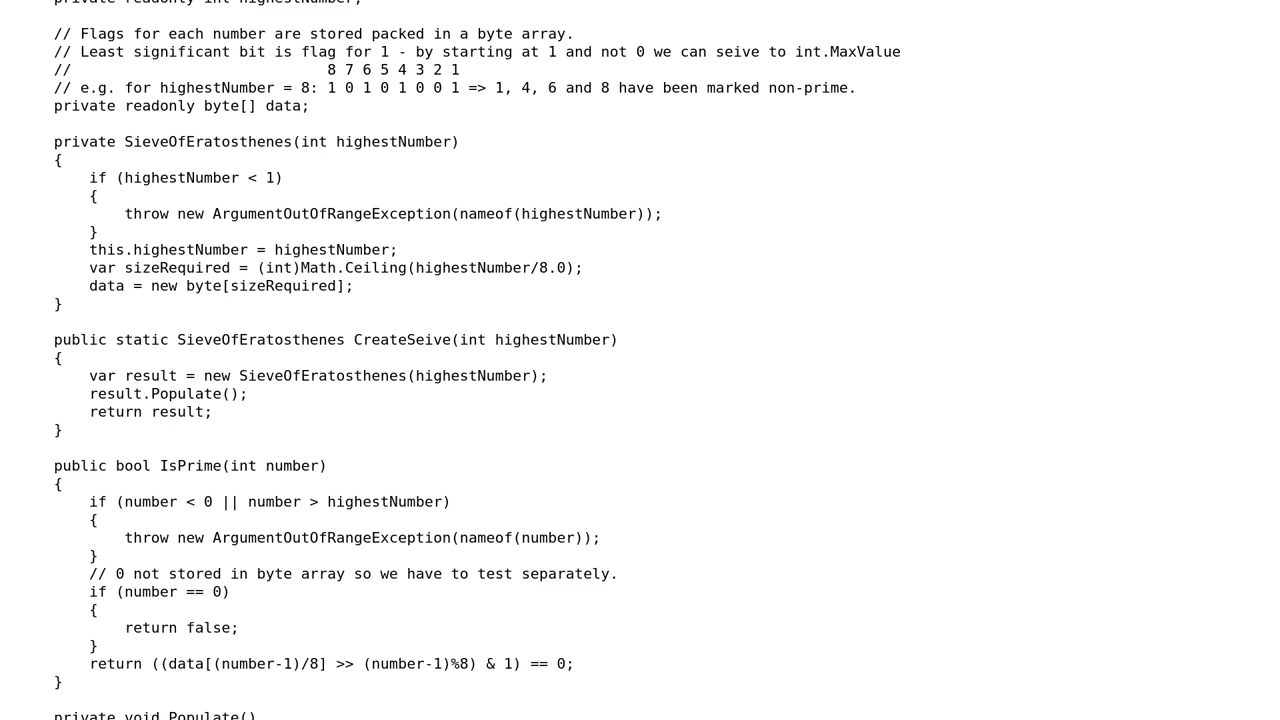 private readonly int highestNumber;

// Flags for each number are stored packed in a byte array.
// Least significant bit is flag for 1 - by starting at 1 and not 0 we can seive to int.MaxValue
//                             8 7 6 5 4 3 2 1
// e.g. for highestNumber = 8: 1 0 1 0 1 0 0 1 => 1, 4, 6 and 8 have been marked non-prime.
private readonly byte[] data;

private SieveOfEratosthenes(int highestNumber)
{
    if (highestNumber < 1)
    {
        throw new ArgumentOutOfRangeException(nameof(highestNumber));
    }
    this.highestNumber = highestNumber;
    var sizeRequired = (int)Math.Ceiling(highestNumber/8.0);
    data = new byte[sizeRequired];
}

public static SieveOfEratosthenes CreateSeive(int highestNumber)
{
    var result = new SieveOfEratosthenes(highestNumber);
    result.Populate();
    return result;
}

public bool IsPrime(int number)
{
    if (number < 0 || number > highestNumber)
    {
        throw new ArgumentOutOfRangeException(nameof(number));
    }
    // 0 not stored in byte array so we have to test separately.
    if (number == 0)
    {
        return false;
    }
    return ((data[(number-1)/8] >> (number-1)%8) & 1) == 0;
}

private void Populate()